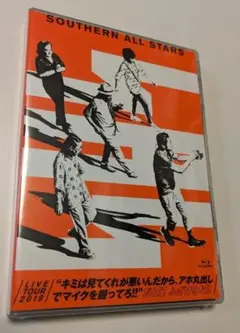 SOUTHERN ALL STARS
LIVE
TOUR
2019
“キミは見てくれが悪いんだから、アホ丸出し
でマイクを握ってろ!!”